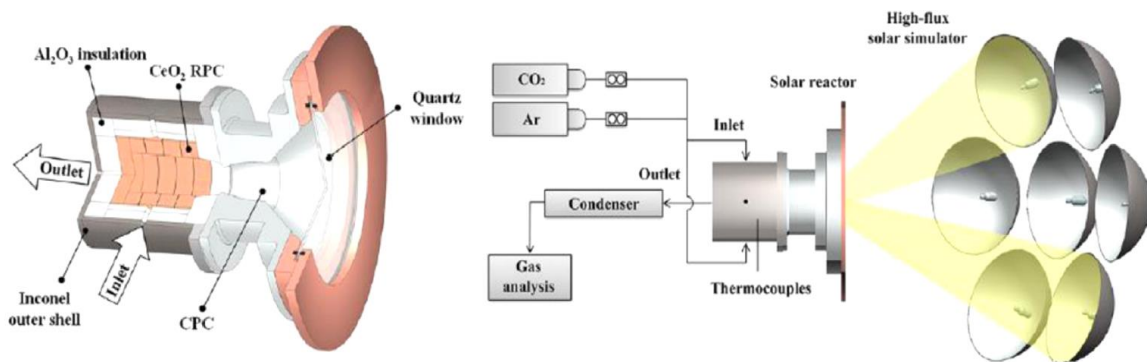 Al₂O₃ insulation
CeO₂ RPC
Quartz
window
Outlet
Inlet
Inconel
outer shell
CPC
High-flux
solar simulator
CO₂
Ar
Solar reactor
Inlet
Outlet
Condenser
Gas
analysis
Thermocouples